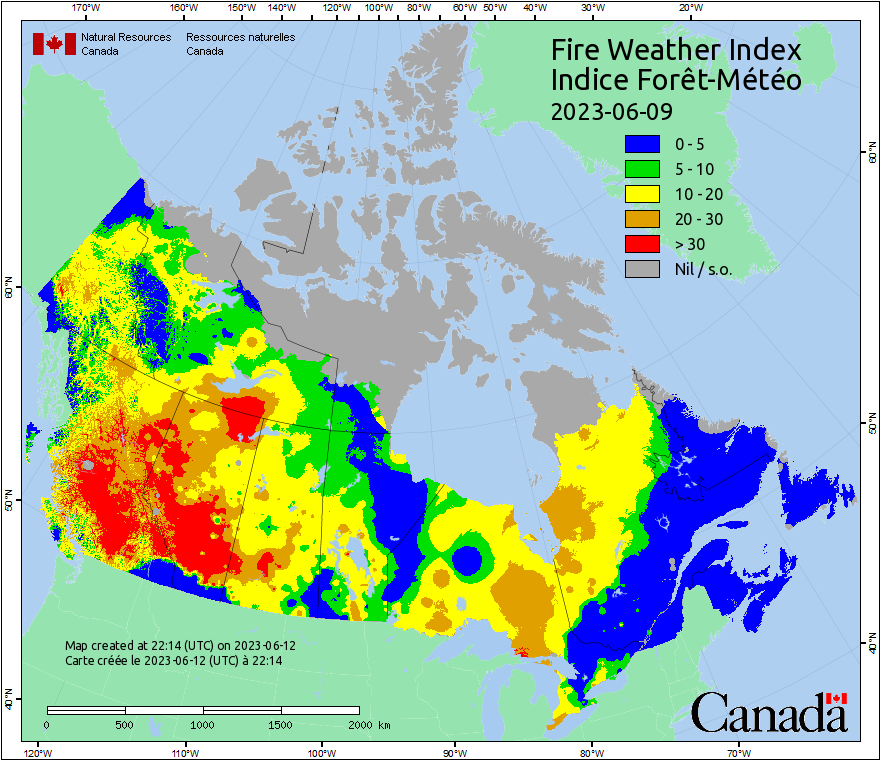 170°W 160°W 150°W 140°W 120°W 100°W 80°W 60°W 50°W 40°W 30°W 20°W
Natural Resources Ressources naturelles
Canada Canada
Fire Weather Index
Indice Forêt-Météo
2023-06-09
0 - 5
5 - 10
10 - 20
20 - 30
> 30
Nil / s.o.
60°N
60°N
50°N
50°N
40°N
40°N
Map created at 22:14 (UTC) on 2023-06-12
Carte créée le 2023-06-12 (UTC) à 22:14
0 500 1000 1500 2000 km
Canada
120°W 110°W 100°W 90°W 80°W 70°W